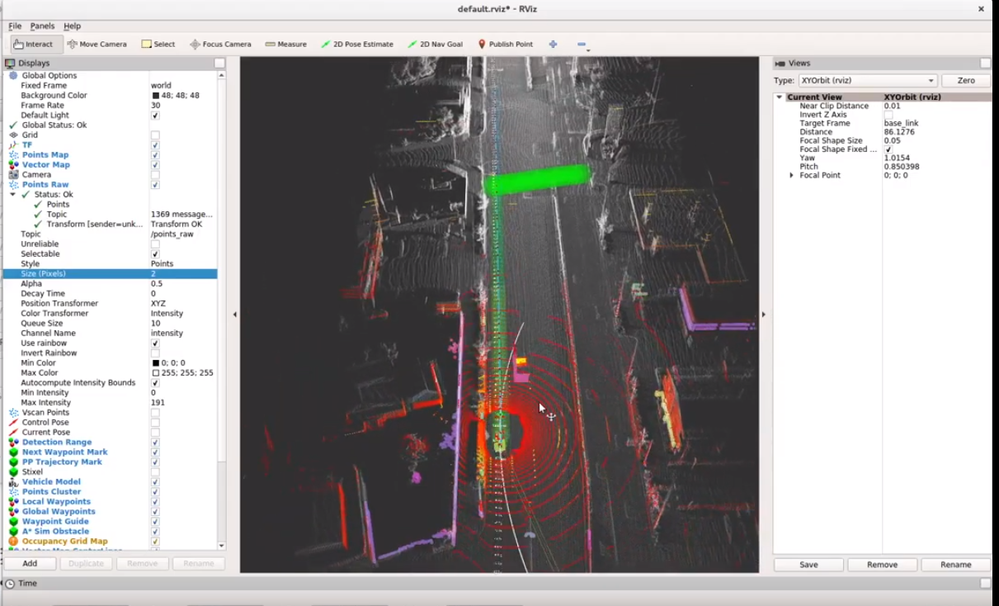 default.rviz* - RViz
File Panels Help
Interact Move Camera Select Focus Camera Measure 2D Pose Estimate 2D Nav Goal Publish Point
Displays
Global Options
Fixed Frame world
Background Color 48; 48; 48
Frame Rate 30
Default Light
Global Status: Ok
Grid
TF
Points Map
Vector Map
Camera
Points Raw
Status: Ok
Points
Topic 1369 message...
Transform [sender=unk... Transform OK
Topic /points_raw
Unreliable
Selectable
Style Points
Size (Pixels) 2
Alpha 0.5
Decay Time 0
Position Transformer XYZ
Color Transformer Intensity
Queue Size 10
Channel Name intensity
Use rainbow
Invert Rainbow
Min Color 0; 0; 0
Max Color 255; 255; 255
Autocompute Intensity Bounds
Min Intensity 0
Max Intensity 191
Vscan Points
Control Pose
Current Pose
Detection Range
Next Waypoint Mark
PP Trajectory Mark
Stixel
Vehicle Model
Points Cluster
Local Waypoints
Global Waypoints
Waypoint Guide
A* Sim Obstacle
Occupancy Grid Map
Add Duplicate Remove Rename
Time
Views
Type: XYOrbit (rviz) Zero
Current View XYOrbit (rviz)
Near Clip Distance 0.01
Invert Z Axis
Target Frame base_link
Distance 86.1276
Focal Shape Size 0.05
Focal Shape Fixed ...
Yaw 1.0154
Pitch 0.850398
Focal Point 0; 0; 0
Save Remove Rename